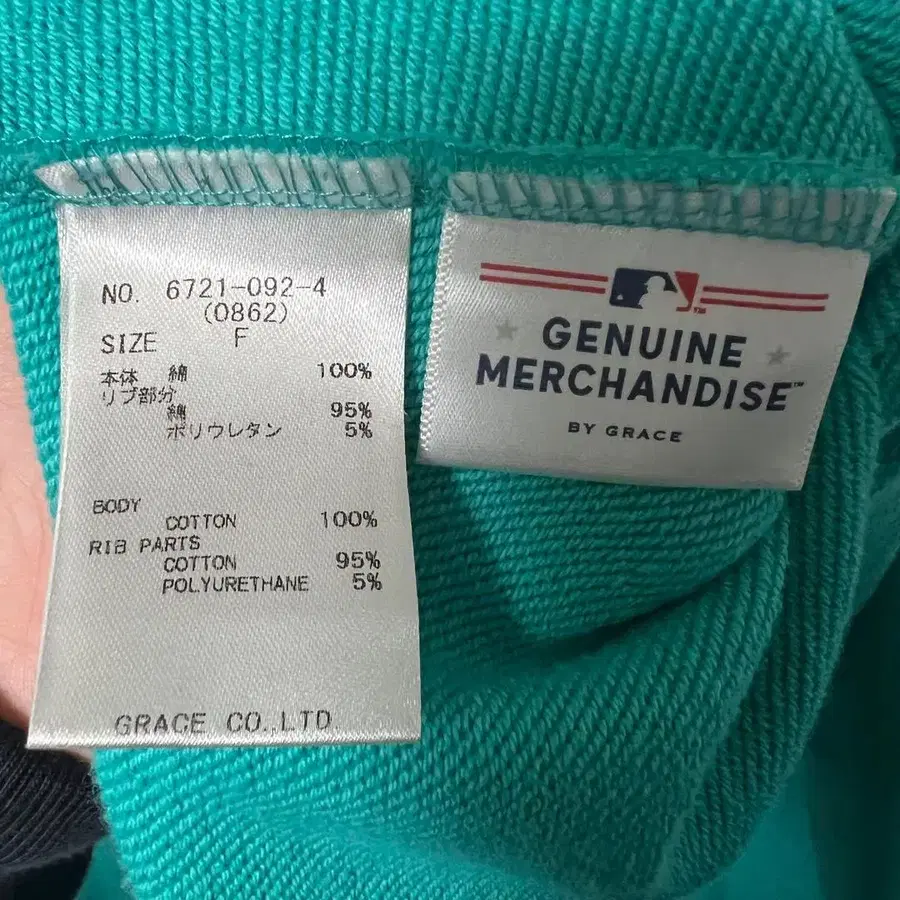 NO. 6721-092-4
(0862)
SIZE F
本体 綿 100%
リブ部分
綿 95%
ポリウレタン 5%
BODY
COTTON 100%
RIB PARTS
COTTON 95%
POLYURETHANE 5%
GRACE CO.,LTD.
GENUINE
MERCHANDISE™
BY GRACE